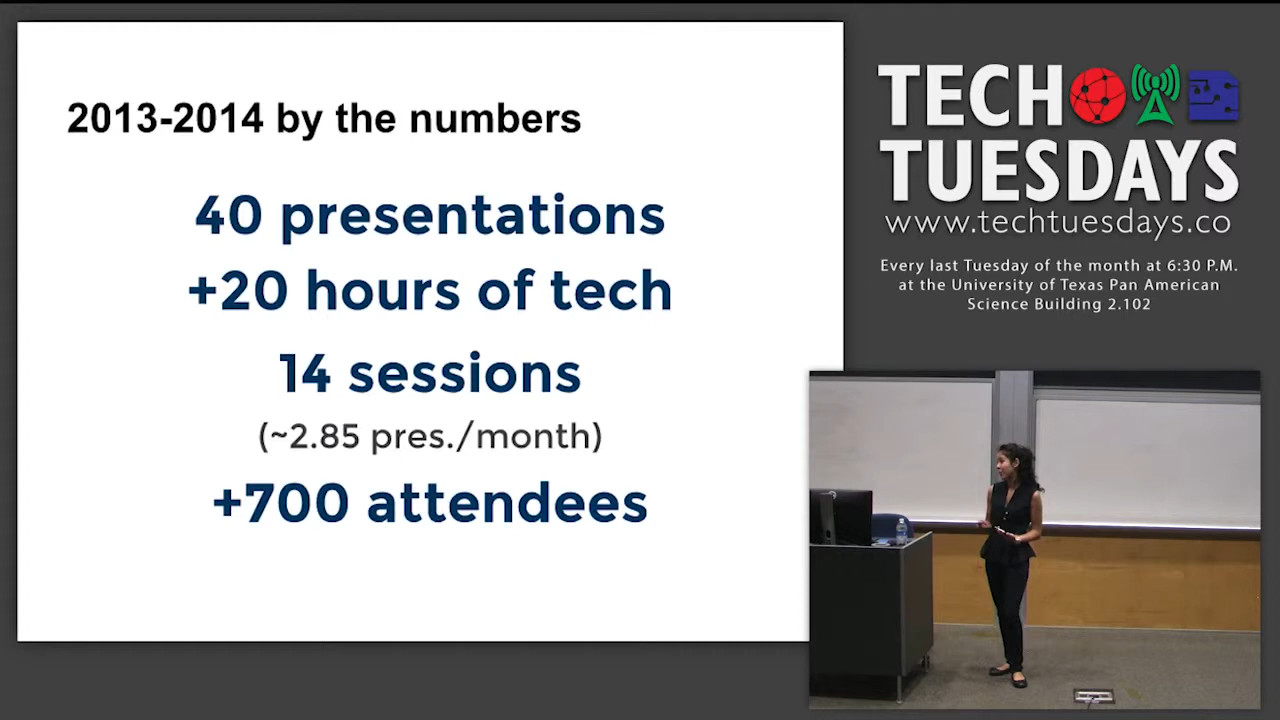 2013-2014 by the numbers
40 presentations
+20 hours of tech
14 sessions
(~2.85 pres./month)
+700 attendees
TECH
TUESDAYS
www.techtuesdays.co
Every last Tuesday of the month at 6:30 P.M.
at the University of Texas Pan American
Science Building 2.102